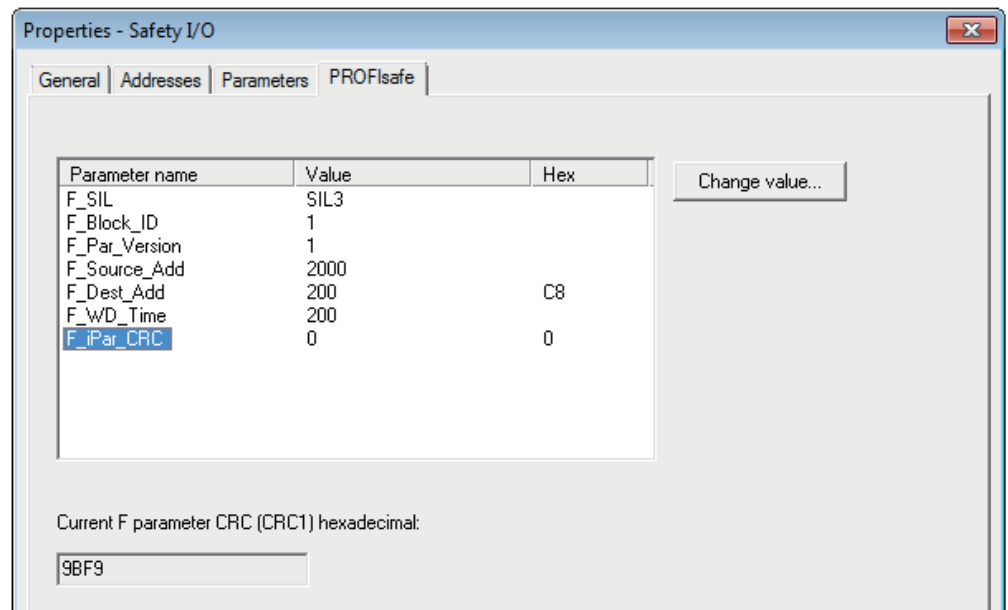 Properties - Safety I/O
General Addresses Parameters PROFIsafe
Parameter name Value Hex
F_SIL SIL3
F_Block_ID 1
F_Par_Version 1
F_Source_Add 2000
F_Dest_Add 200 C8
F_WD_Time 200
F_iPar_CRC 0 0
Change value...
Current F parameter CRC (CRC1) hexadecimal:
9BF9